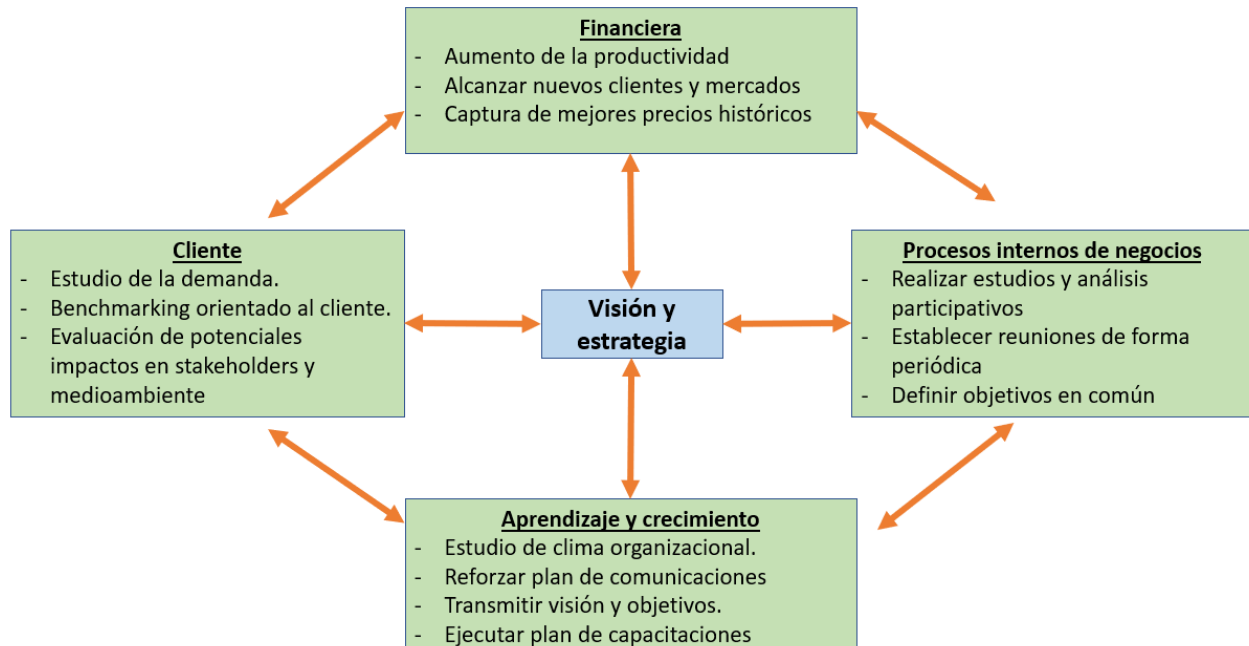 Financiera
- Aumento de la productividad
- Alcanzar nuevos clientes y mercados
- Captura de mejores precios históricos
Cliente
- Estudio de la demanda.
- Benchmarking orientado al cliente.
- Evaluación de potenciales
impactos en stakeholders y
medioambiente
Visión y
estrategia
Procesos internos de negocios
- Realizar estudios y análisis
participativos
- Establecer reuniones de forma
periódica
- Definir objetivos en común
Aprendizaje y crecimiento
- Estudio de clima organizacional.
- Reforzar plan de comunicaciones
- Transmitir visión y objetivos.
- Ejecutar plan de capacitaciones